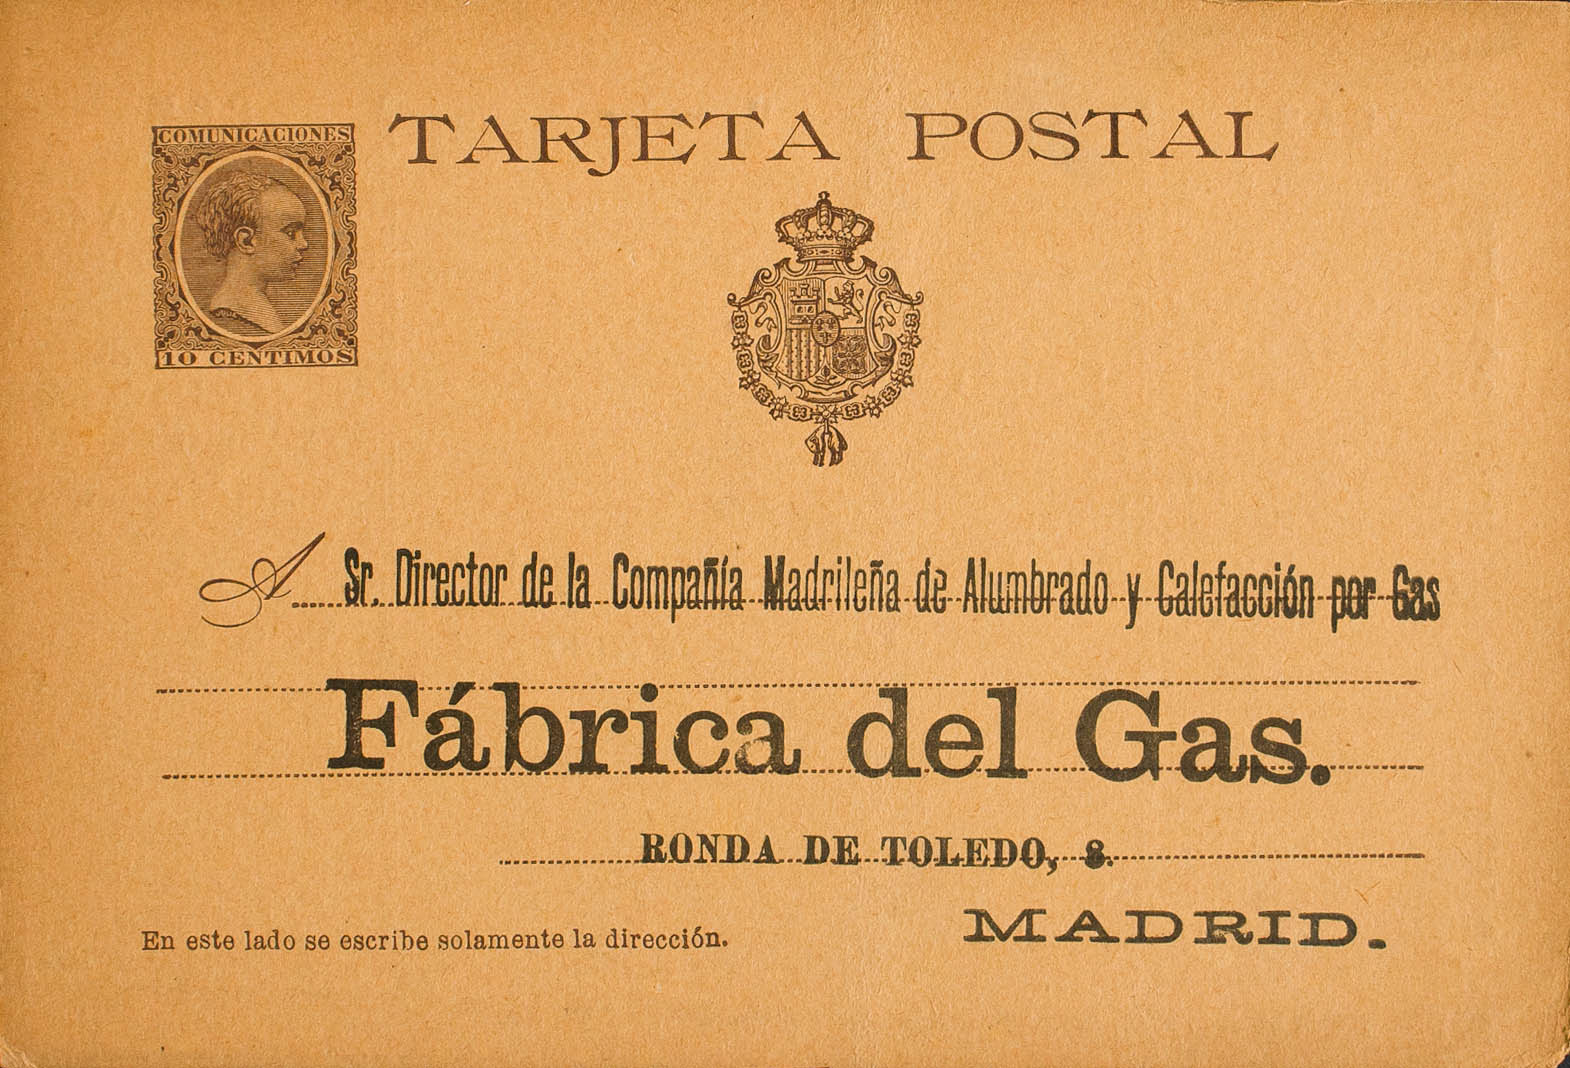 COMUNICACIONES
10 CENTIMOS
TARJETA POSTAL
A Sr. Director de la Compañía Madrileña de Alumbrado y Calefacción por Gas
Fábrica del Gas.
RONDA DE TOLEDO, 8.
MADRID.
En este lado se escribe solamente la dirección.